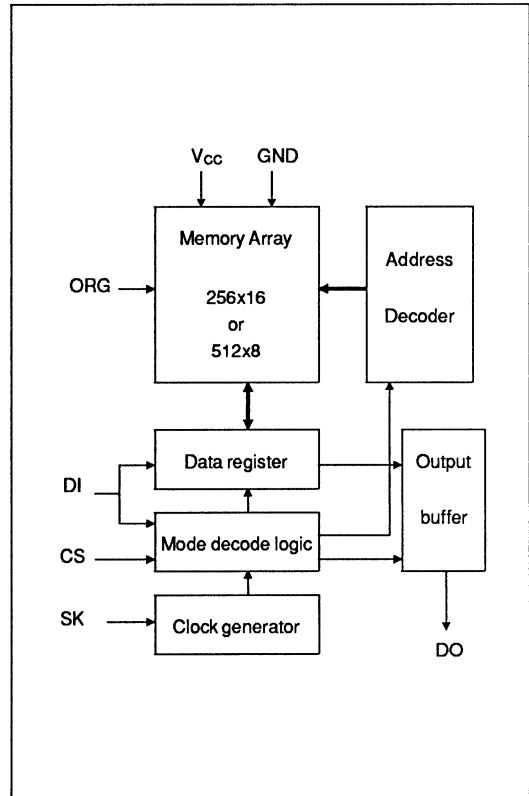 Vcc GND
Memory Array
Address
ORG
256x16
or
512x8
Decoder
Data register
Output
DI
buffer
Mode decode logic
CS
SK
Clock generator
DO